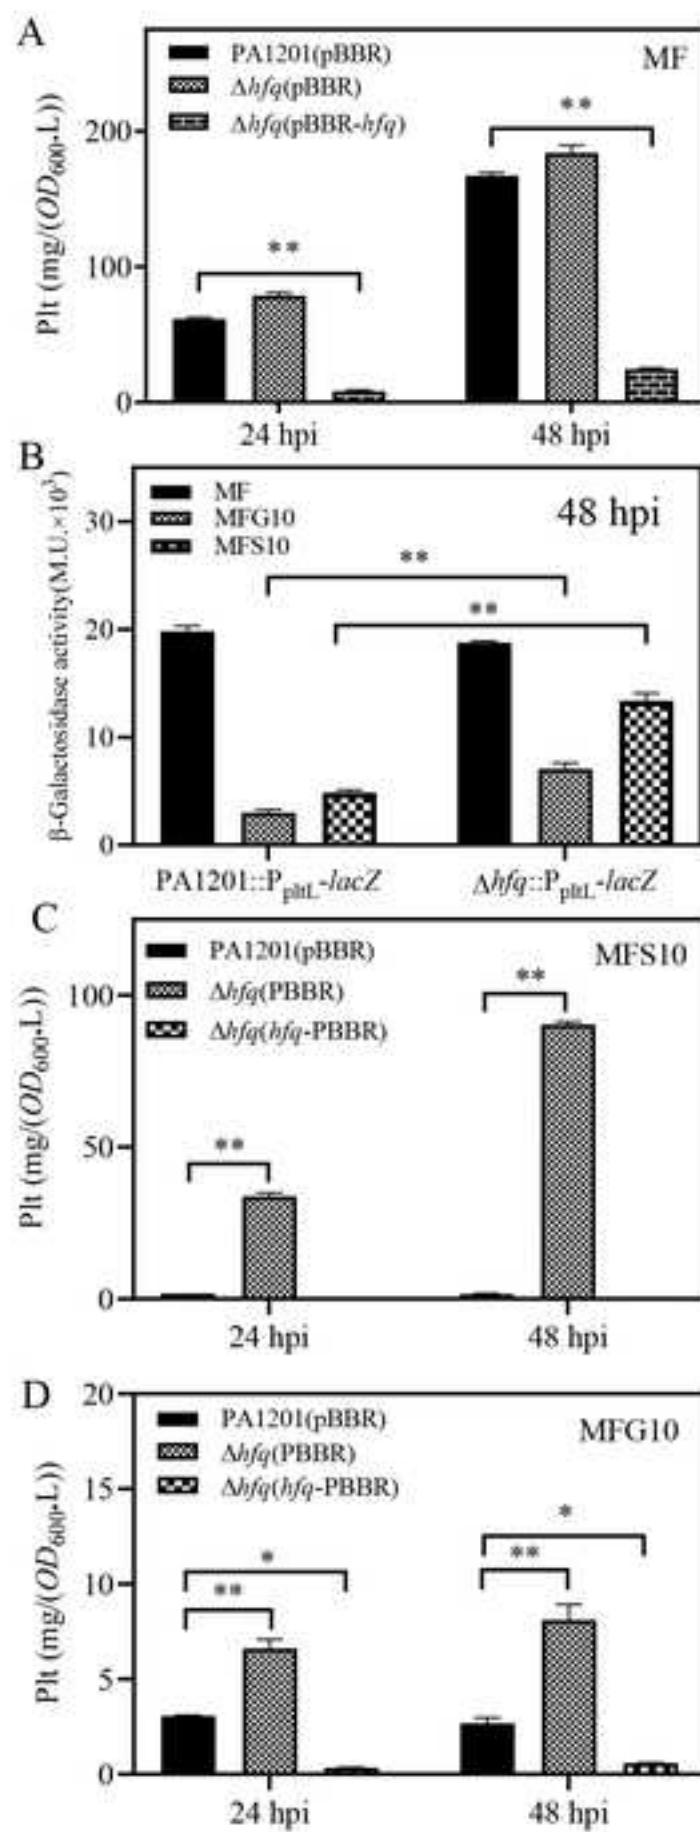 A
PA1201(pBBR)
MF
Δhfq(pBBR)
Δhfq(pBBR-hfq)
Plt (mg/(OD600•L))
200
100
0
**
**
24 hpi
48 hpi
B
MF
MFG10
MFS10
48 hpi
β-Galactosidase activity(M.U.×10³)
30
20
10
0
**
**
PA1201::PpltL-lacZ
Δhfq::PpltL-lacZ
C
PA1201(pBBR)
MFS10
Δhfq(PBBR)
Δhfq(hfq-PBBR)
Plt (mg/(OD600•L))
100
50
0
**
**
24 hpi
48 hpi
D
PA1201(pBBR)
MFG10
Δhfq(PBBR)
Δhfq(hfq-PBBR)
Plt (mg/(OD600•L))
20
15
10
5
0
*
**
*
**
24 hpi
48 hpi